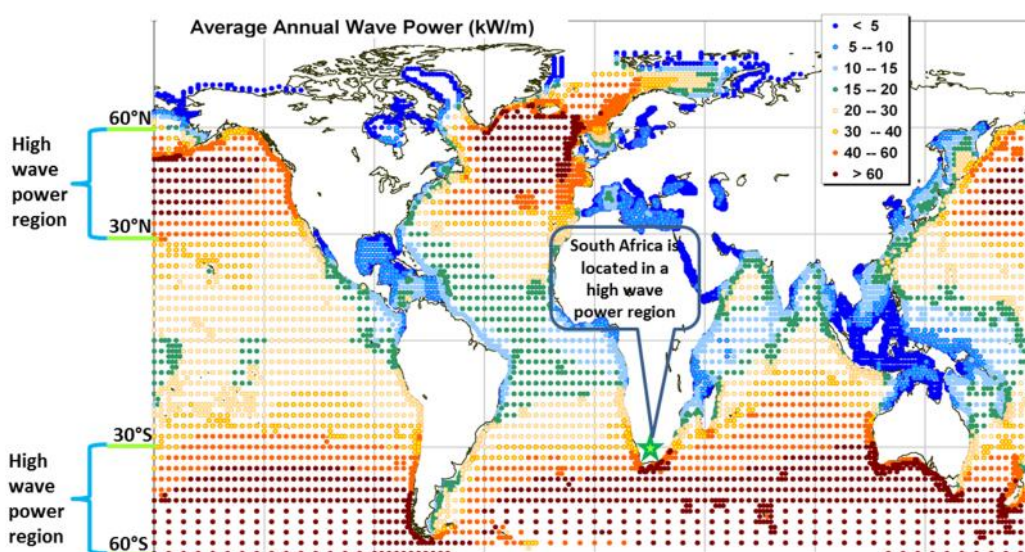 Average Annual Wave Power (kW/m)
< 5
5 -- 10
10 -- 15
15 -- 20
20 -- 30
30 -- 40
40 -- 60
> 60
60°N
High
wave
power
region
30°N
South Africa is
located in a
high wave
power region
30°S
High
wave
power
region
60°S